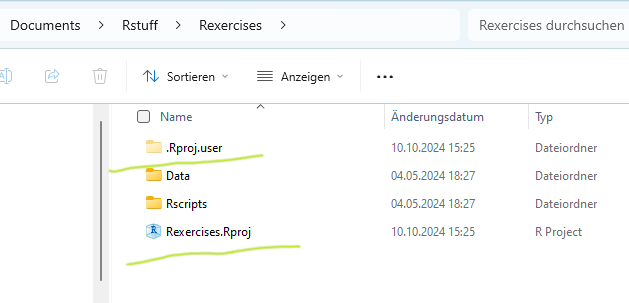 Documents > Rstuff > Rexercises > Rexercises durchsuchen
Sortieren Anzeigen
Name Änderungsdatum Typ
.Rproj.user 10.10.2024 15:25 Dateiordner
Data 04.05.2024 18:27 Dateiordner
Rscripts 04.05.2024 18:27 Dateiordner
Rexercises.Rproj 10.10.2024 15:25 R Project